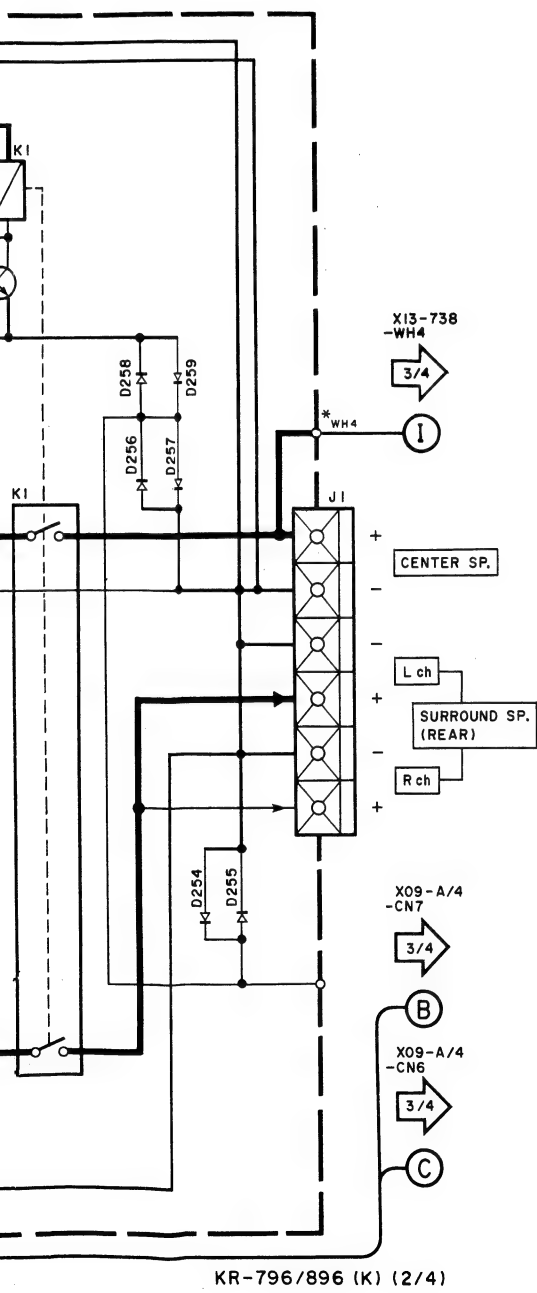 K1
X13-738
-WH4
3/4
D258
D259
*
WH4
I
D256
D257
K1
J1
+
CENTER SP.
-
-
L ch
+
SURROUND SP.
(REAR)
-
R ch
+
D254
D255
X09-A/4
-CN7
3/4
B
X09-A/4
-CN6
3/4
C
KR-796/896 (K) (2/4)